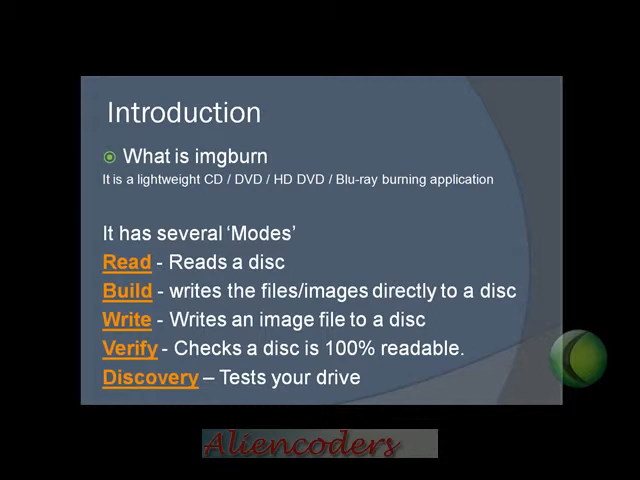 Introduction
What is imgburn
It is a lightweight CD / DVD / HD DVD / Blu-ray burning application
It has several ‘Modes’
Read - Reads a disc
Build - writes the files/images directly to a disc
Write - Writes an image file to a disc
Verify - Checks a disc is 100% readable.
Discovery – Tests your drive
Aliencoders